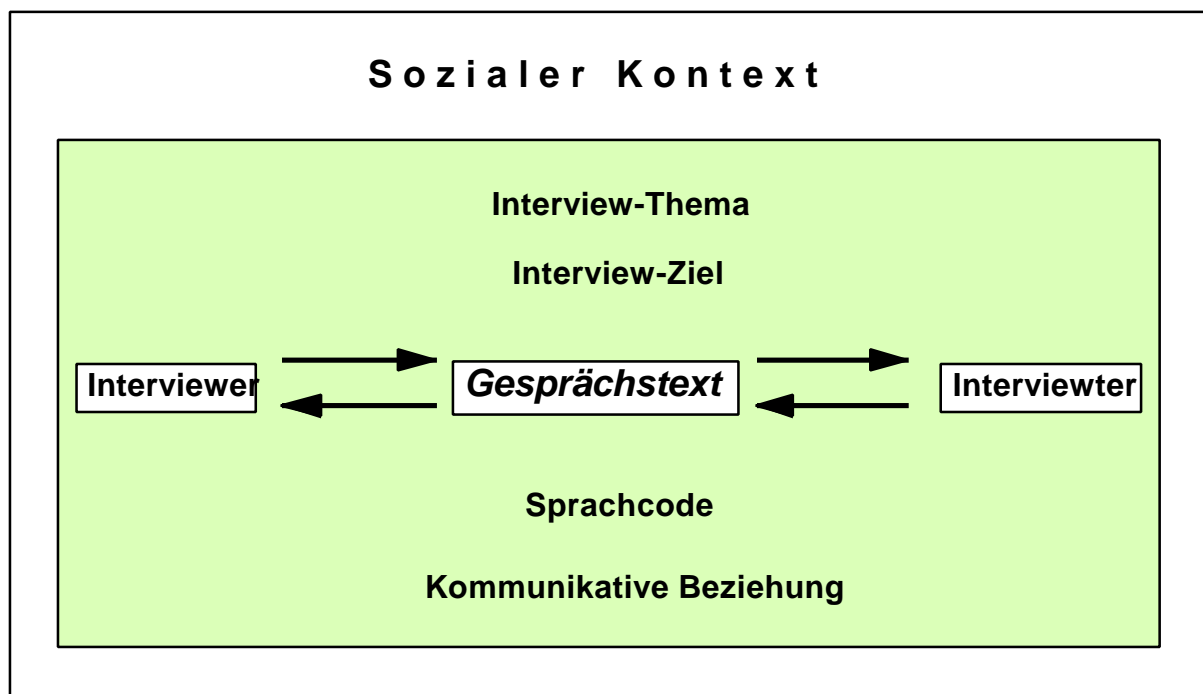 Sozialer Kontext
Interview-Thema
Interview-Ziel
Interviewer Gesprächstext Interviewter
Sprachcode
Kommunikative Beziehung